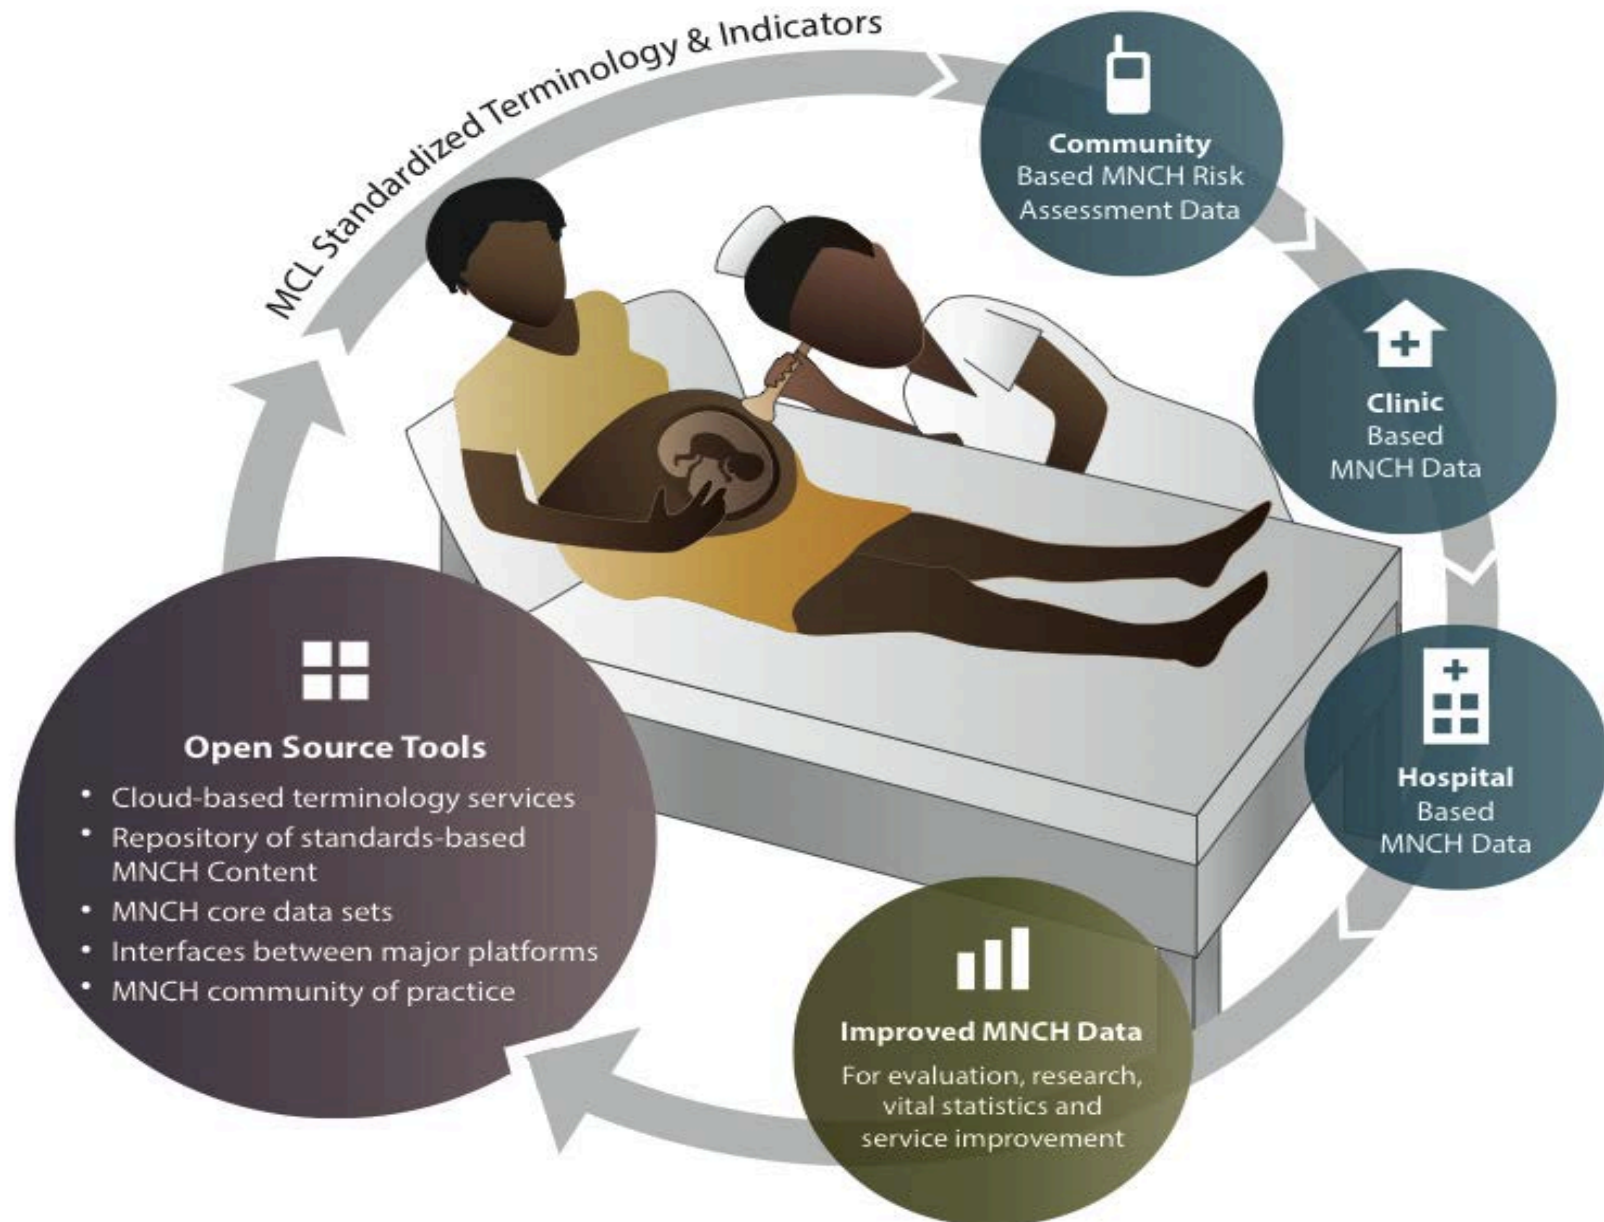 MCL Standardized Terminology & Indicators
Community
Based MNCH Risk
Assessment Data
Clinic
Based
MNCH Data
Hospital
Based
MNCH Data
Improved MNCH Data
For evaluation, research,
vital statistics and
service improvement
Open Source Tools
• Cloud-based terminology services
• Repository of standards-based
MNCH Content
• MNCH core data sets
• Interfaces between major platforms
• MNCH community of practice